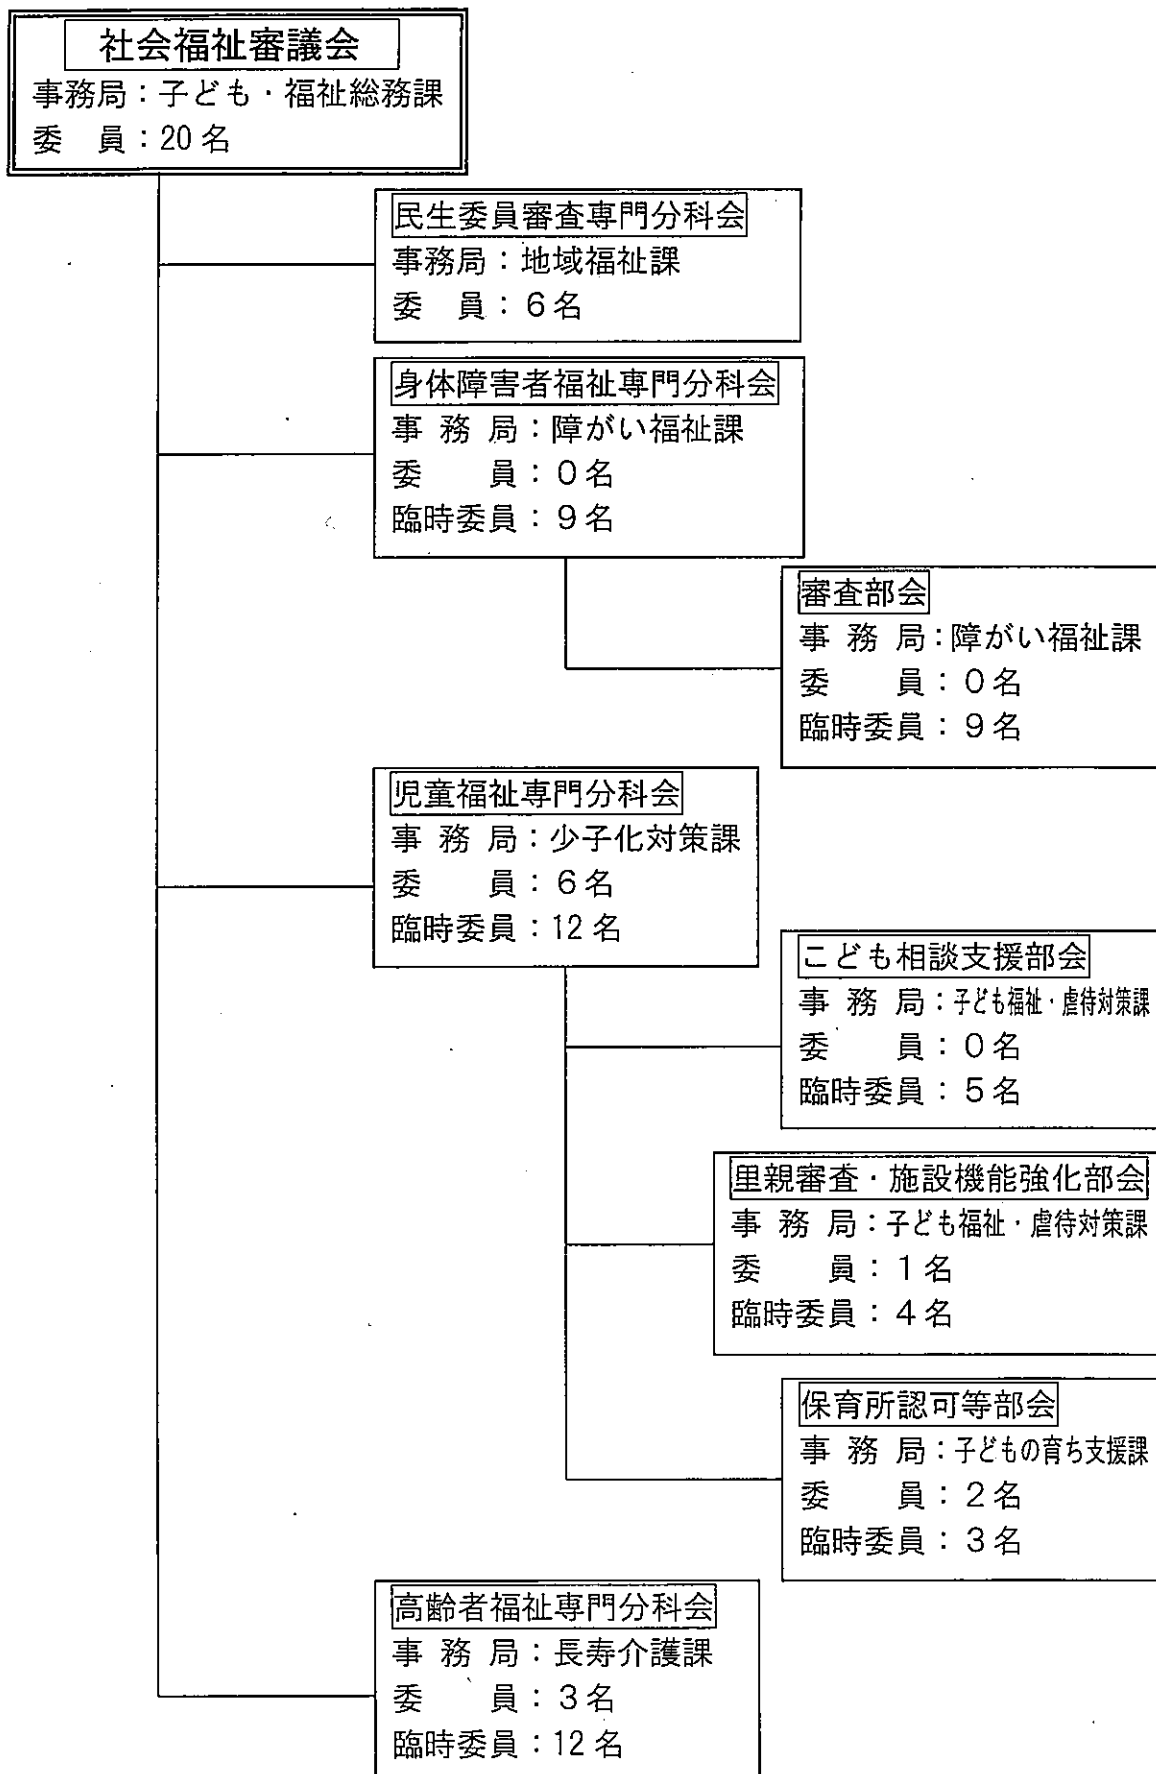 社会福祉審議会
事務局：子ども・福祉総務課
委　員：20名
民生委員審査専門分科会
事務局：地域福祉課
委　員：６名
身体障害者福祉専門分科会
事 務 局：障がい福祉課
委　　員：０名
臨時委員：９名
審査部会
事 務 局：障がい福祉課
委　　員：０名
臨時委員：９名
児童福祉専門分科会
事 務 局：少子化対策課
委　　員：６名
臨時委員：12名
こども相談支援部会
事 務 局：子ども福祉・虐待対策課
委　　員：０名
臨時委員：５名
里親審査・施設機能強化部会
事 務 局：子ども福祉・虐待対策課
委　　員：１名
臨時委員：４名
保育所認可等部会
事 務 局：子どもの育ち支援課
委　　員：２名
臨時委員：３名
高齢者福祉専門分科会
事 務 局：長寿介護課
委　　員：３名
臨時委員：12名